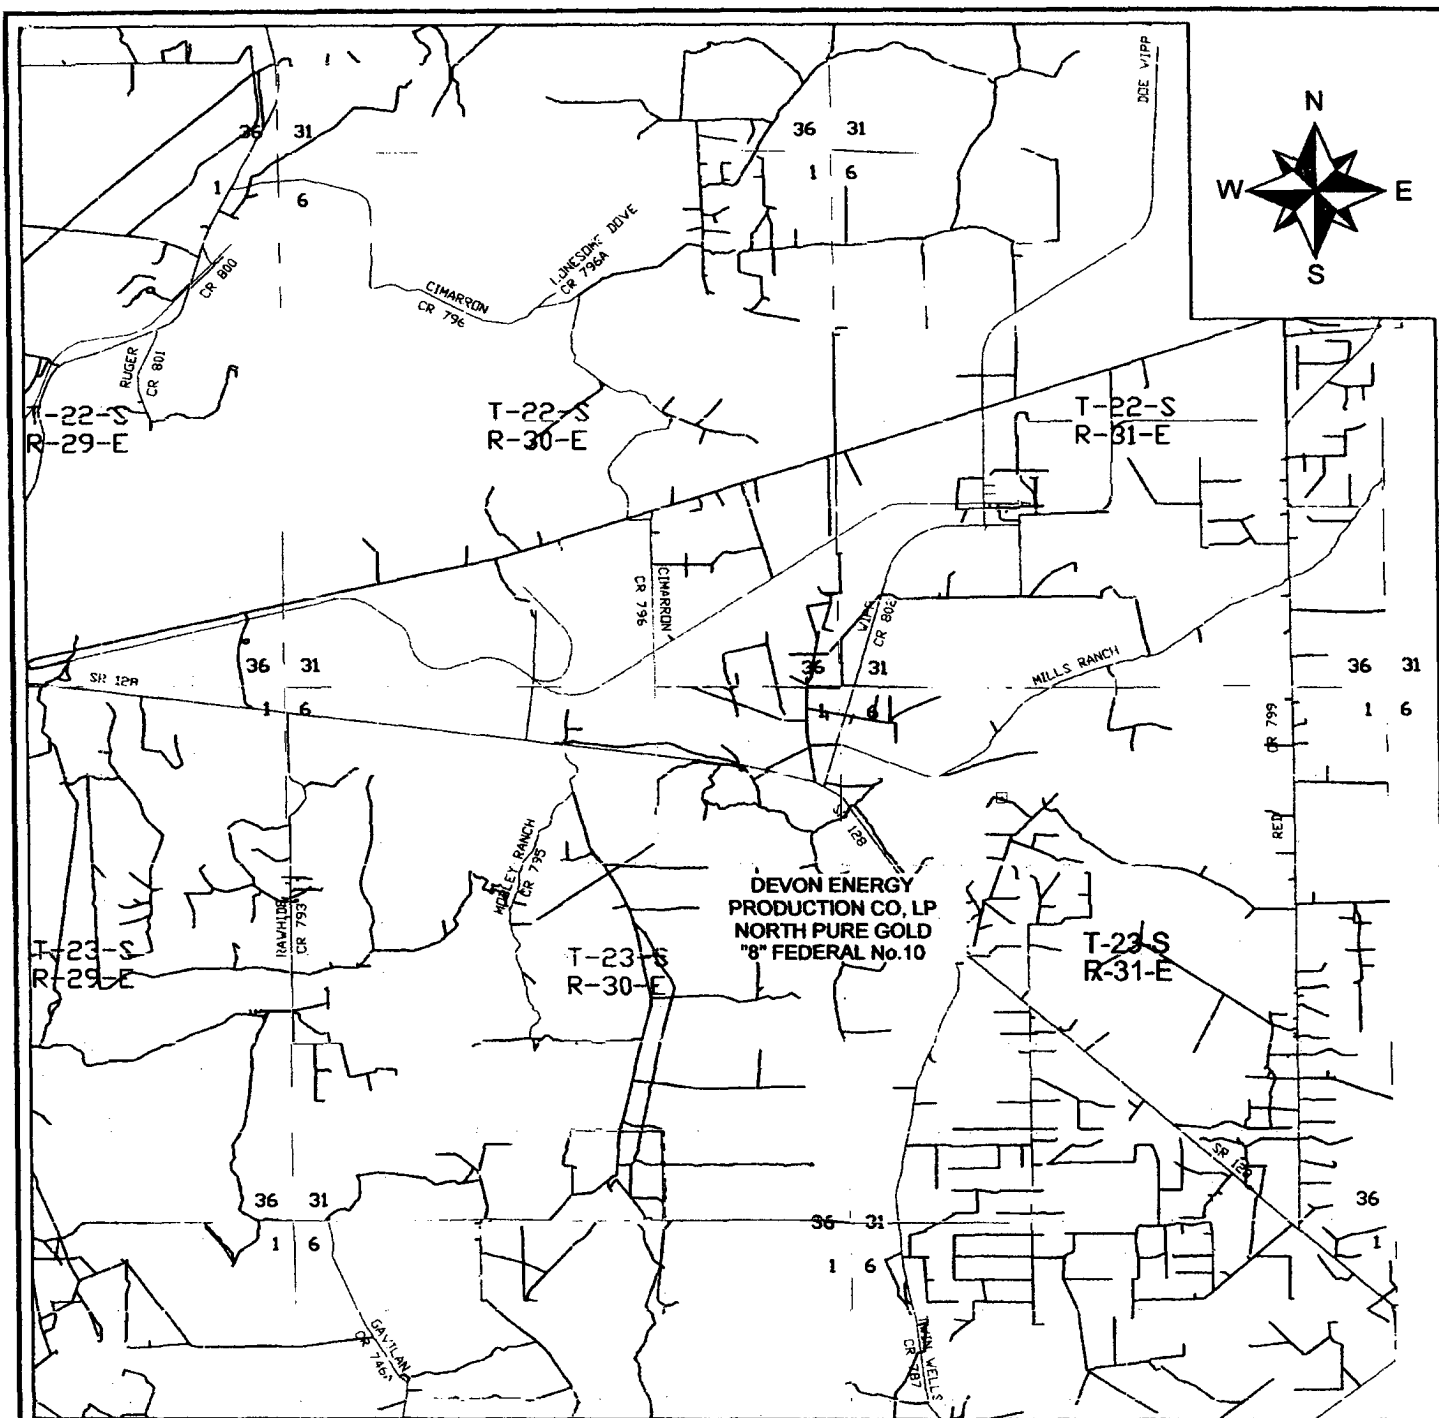 DOE WIPP
N
W E
S
36 31
1
6
36 31
1 6
CR 800
CIMARRON
CR 796
LONESOME DOVE
CR 796A
RUGER
CR 801
T-22-S
R-29-E
T-22-S
R-30-E
T-22-S
R-31-E
CIMARRON
CR 796
WIPP
CR 802
SR 128
36 31
1 6
36 31
1 6
MILLS RANCH
36 31
1 6
CR 799
RED
MOBLEY RANCH
CR 795
SR 128
RAWHIDE
CR 793
DEVON ENERGY
PRODUCTION CO, LP
NORTH PURE GOLD
"8" FEDERAL No.10
T-23-S
R-29-E
T-23-S
R-30-E
T-23-S
R-31-E
SR 128
36 31
1 6
36 31
1 6
36
1
GAVILAN
CR 746A
TWIN WELLS
CR 787